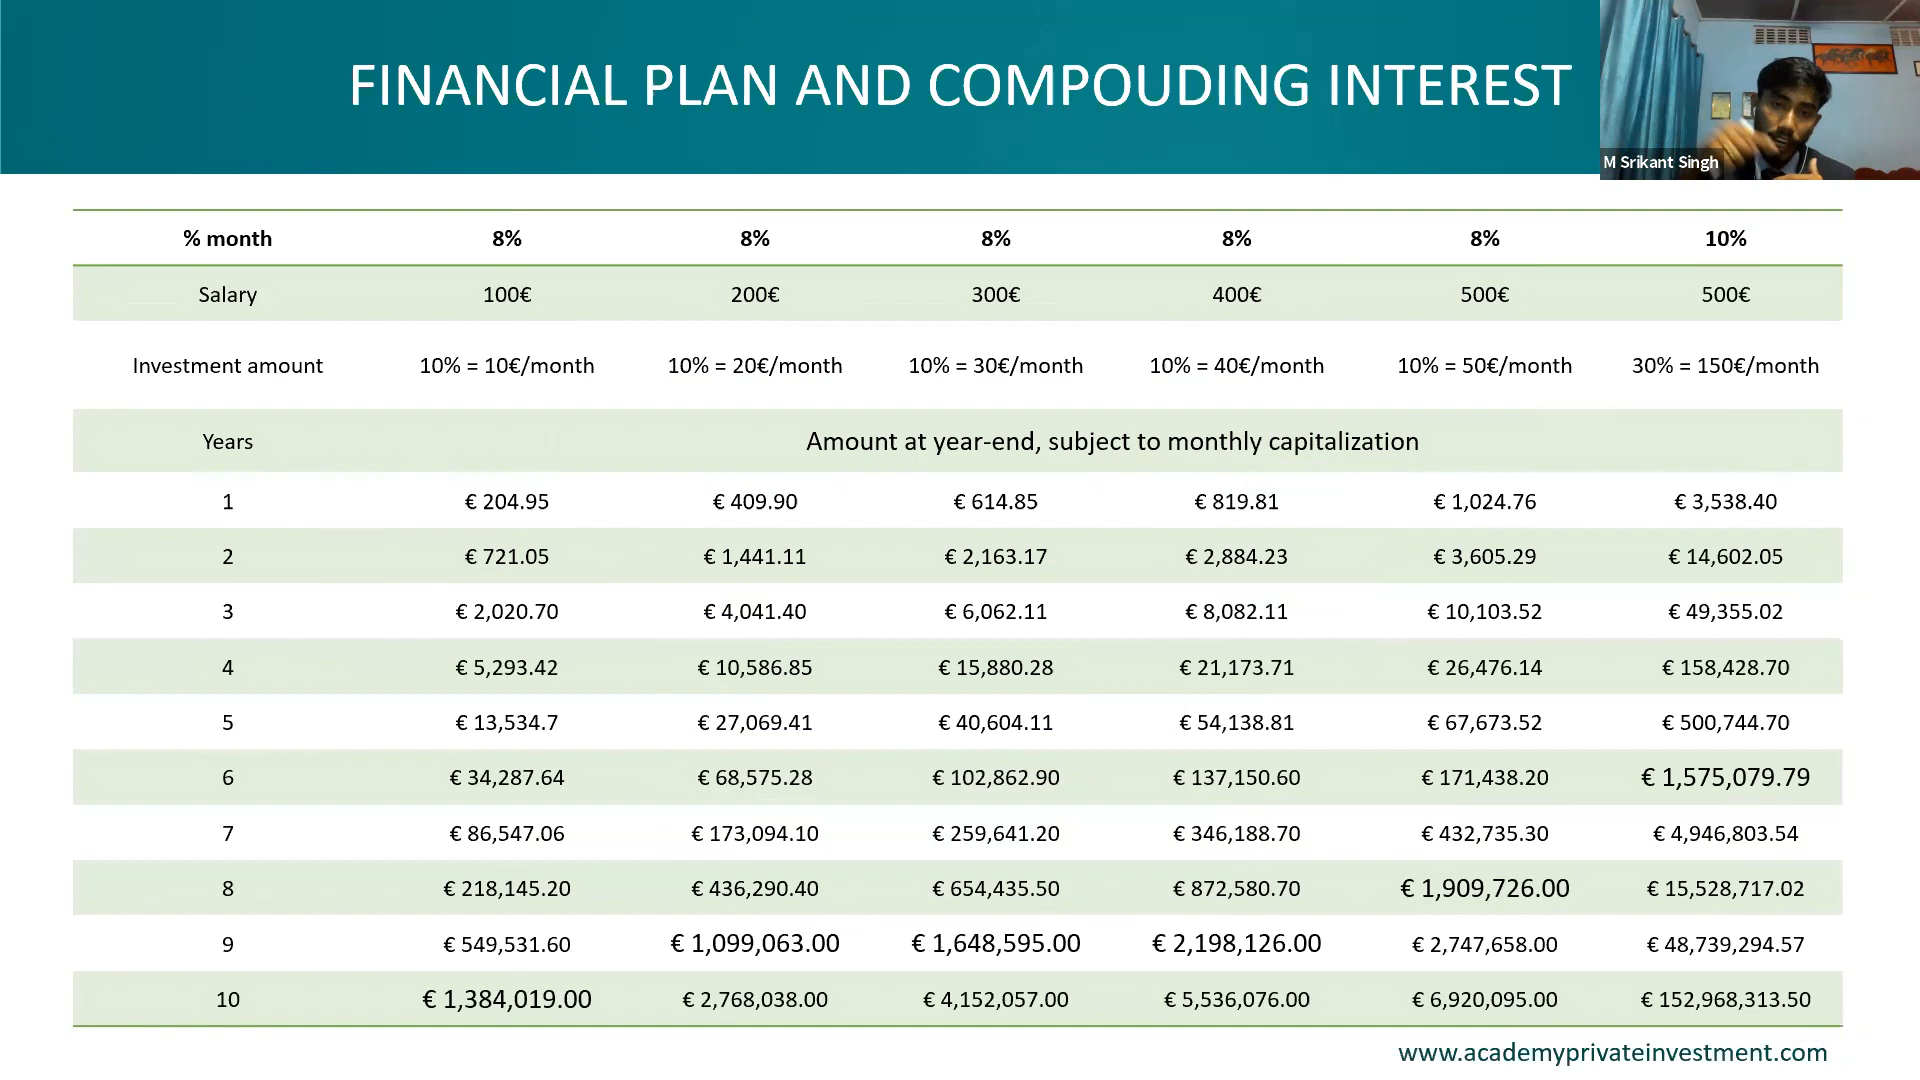 FINANCIAL PLAN AND COMPOUDING INTEREST
M Srikant Singh
% month 8% 8% 8% 8% 8% 10%
Salary 100€ 200€ 300€ 400€ 500€ 500€
Investment amount 10% = 10€/month 10% = 20€/month 10% = 30€/month 10% = 40€/month 10% = 50€/month 30% = 150€/month
Years Amount at year-end, subject to monthly capitalization
1 € 204.95 € 409.90 € 614.85 € 819.81 € 1,024.76 € 3,538.40
2 € 721.05 € 1,441.11 € 2,163.17 € 2,884.23 € 3,605.29 € 14,602.05
3 € 2,020.70 € 4,041.40 € 6,062.11 € 8,082.11 € 10,103.52 € 49,355.02
4 € 5,293.42 € 10,586.85 € 15,880.28 € 21,173.71 € 26,476.14 € 158,428.70
5 € 13,534.7 € 27,069.41 € 40,604.11 € 54,138.81 € 67,673.52 € 500,744.70
6 € 34,287.64 € 68,575.28 € 102,862.90 € 137,150.60 € 171,438.20 € 1,575,079.79
7 € 86,547.06 € 173,094.10 € 259,641.20 € 346,188.70 € 432,735.30 € 4,946,803.54
8 € 218,145.20 € 436,290.40 € 654,435.50 € 872,580.70 € 1,909,726.00 € 15,528,717.02
9 € 549,531.60 € 1,099,063.00 € 1,648,595.00 € 2,198,126.00 € 2,747,658.00 € 48,739,294.57
10 € 1,384,019.00 € 2,768,038.00 € 4,152,057.00 € 5,536,076.00 € 6,920,095.00 € 152,968,313.50
www.academyprivateinvestment.com